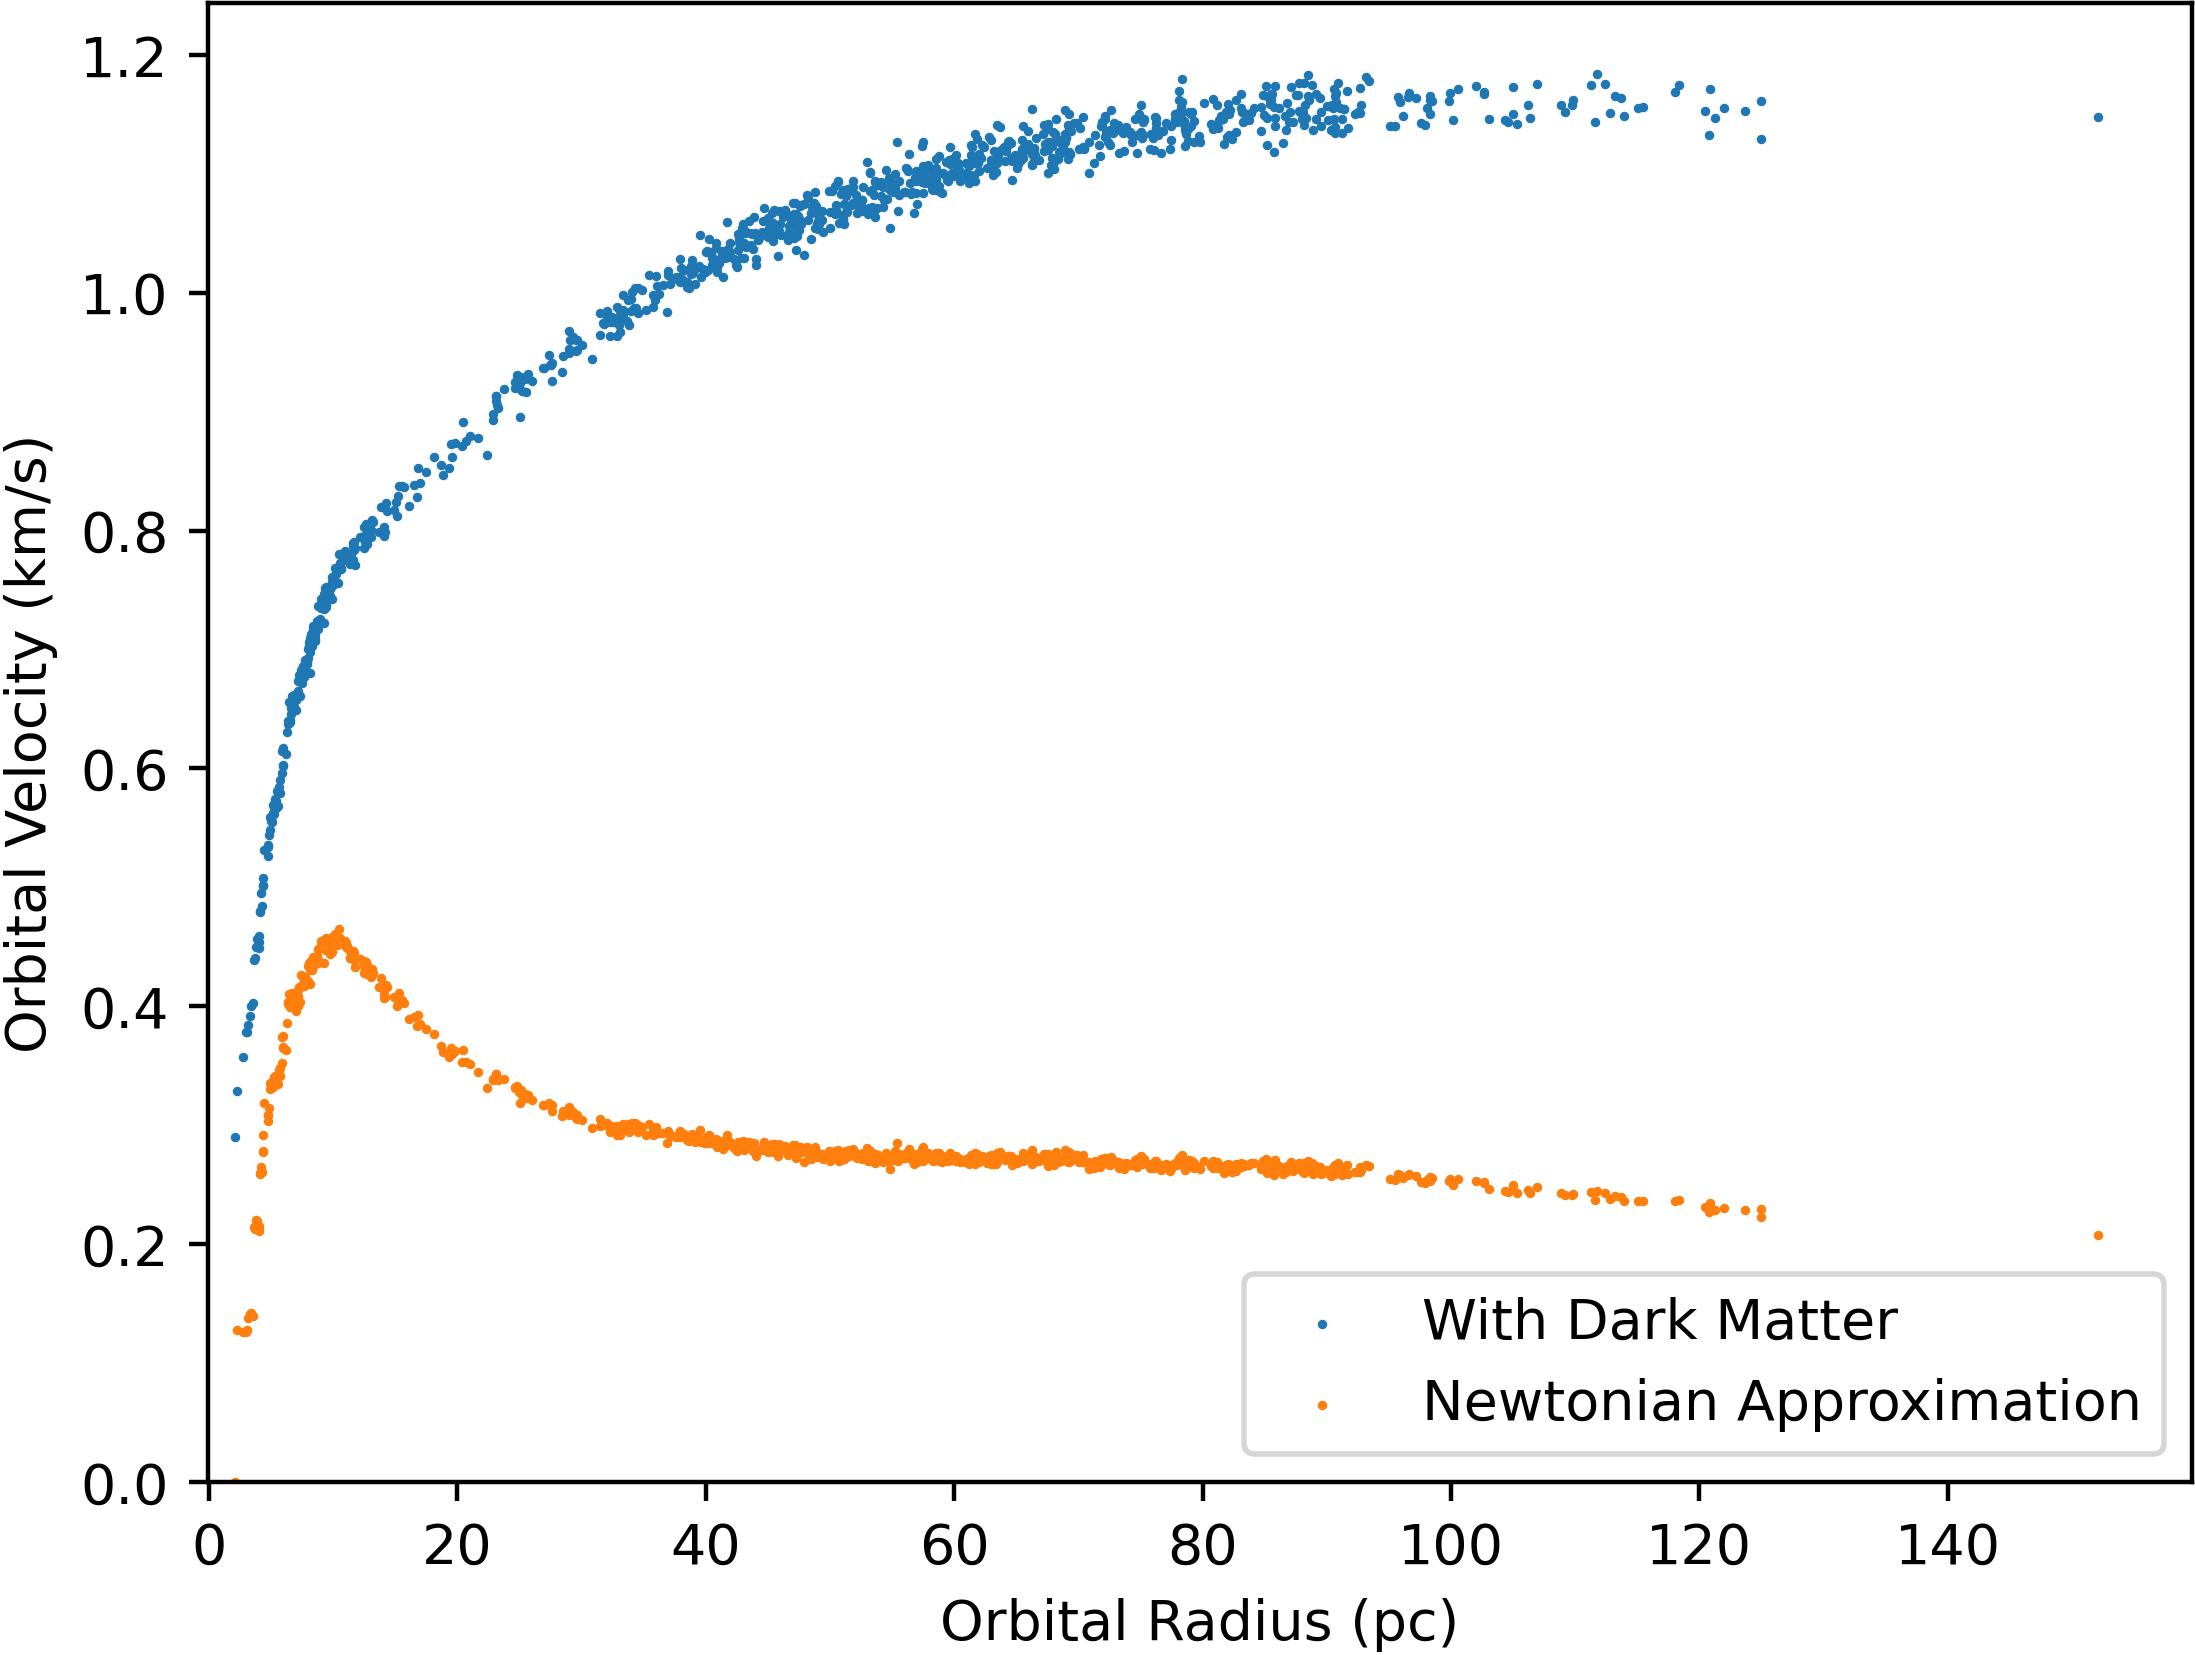 1.2
1.0
0.8
0.6
0.4
0.2
0.0
Orbital Velocity (km/s)
With Dark Matter
Newtonian Approximation
0 20 40 60 80 100 120 140
Orbital Radius (pc)